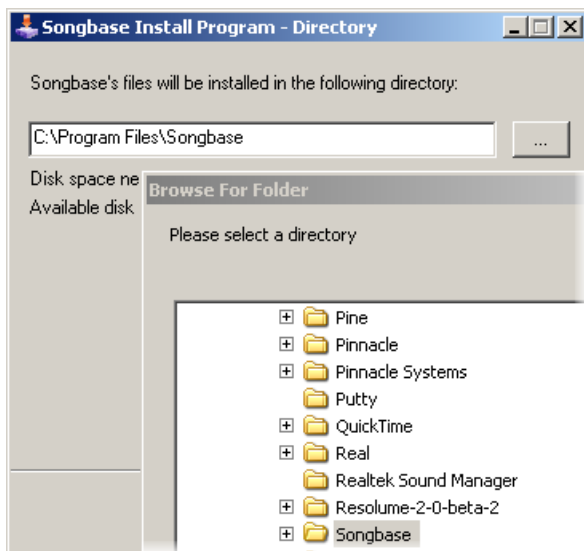 Songbase Install Program - Directory
Songbase's files will be installed in the following directory:
C:\Program Files\Songbase
...
Disk space ne
Available disk
Browse For Folder
Please select a directory
Pine
Pinnacle
Pinnacle Systems
Putty
QuickTime
Real
Realtek Sound Manager
Resolume-2-0-beta-2
Songbase